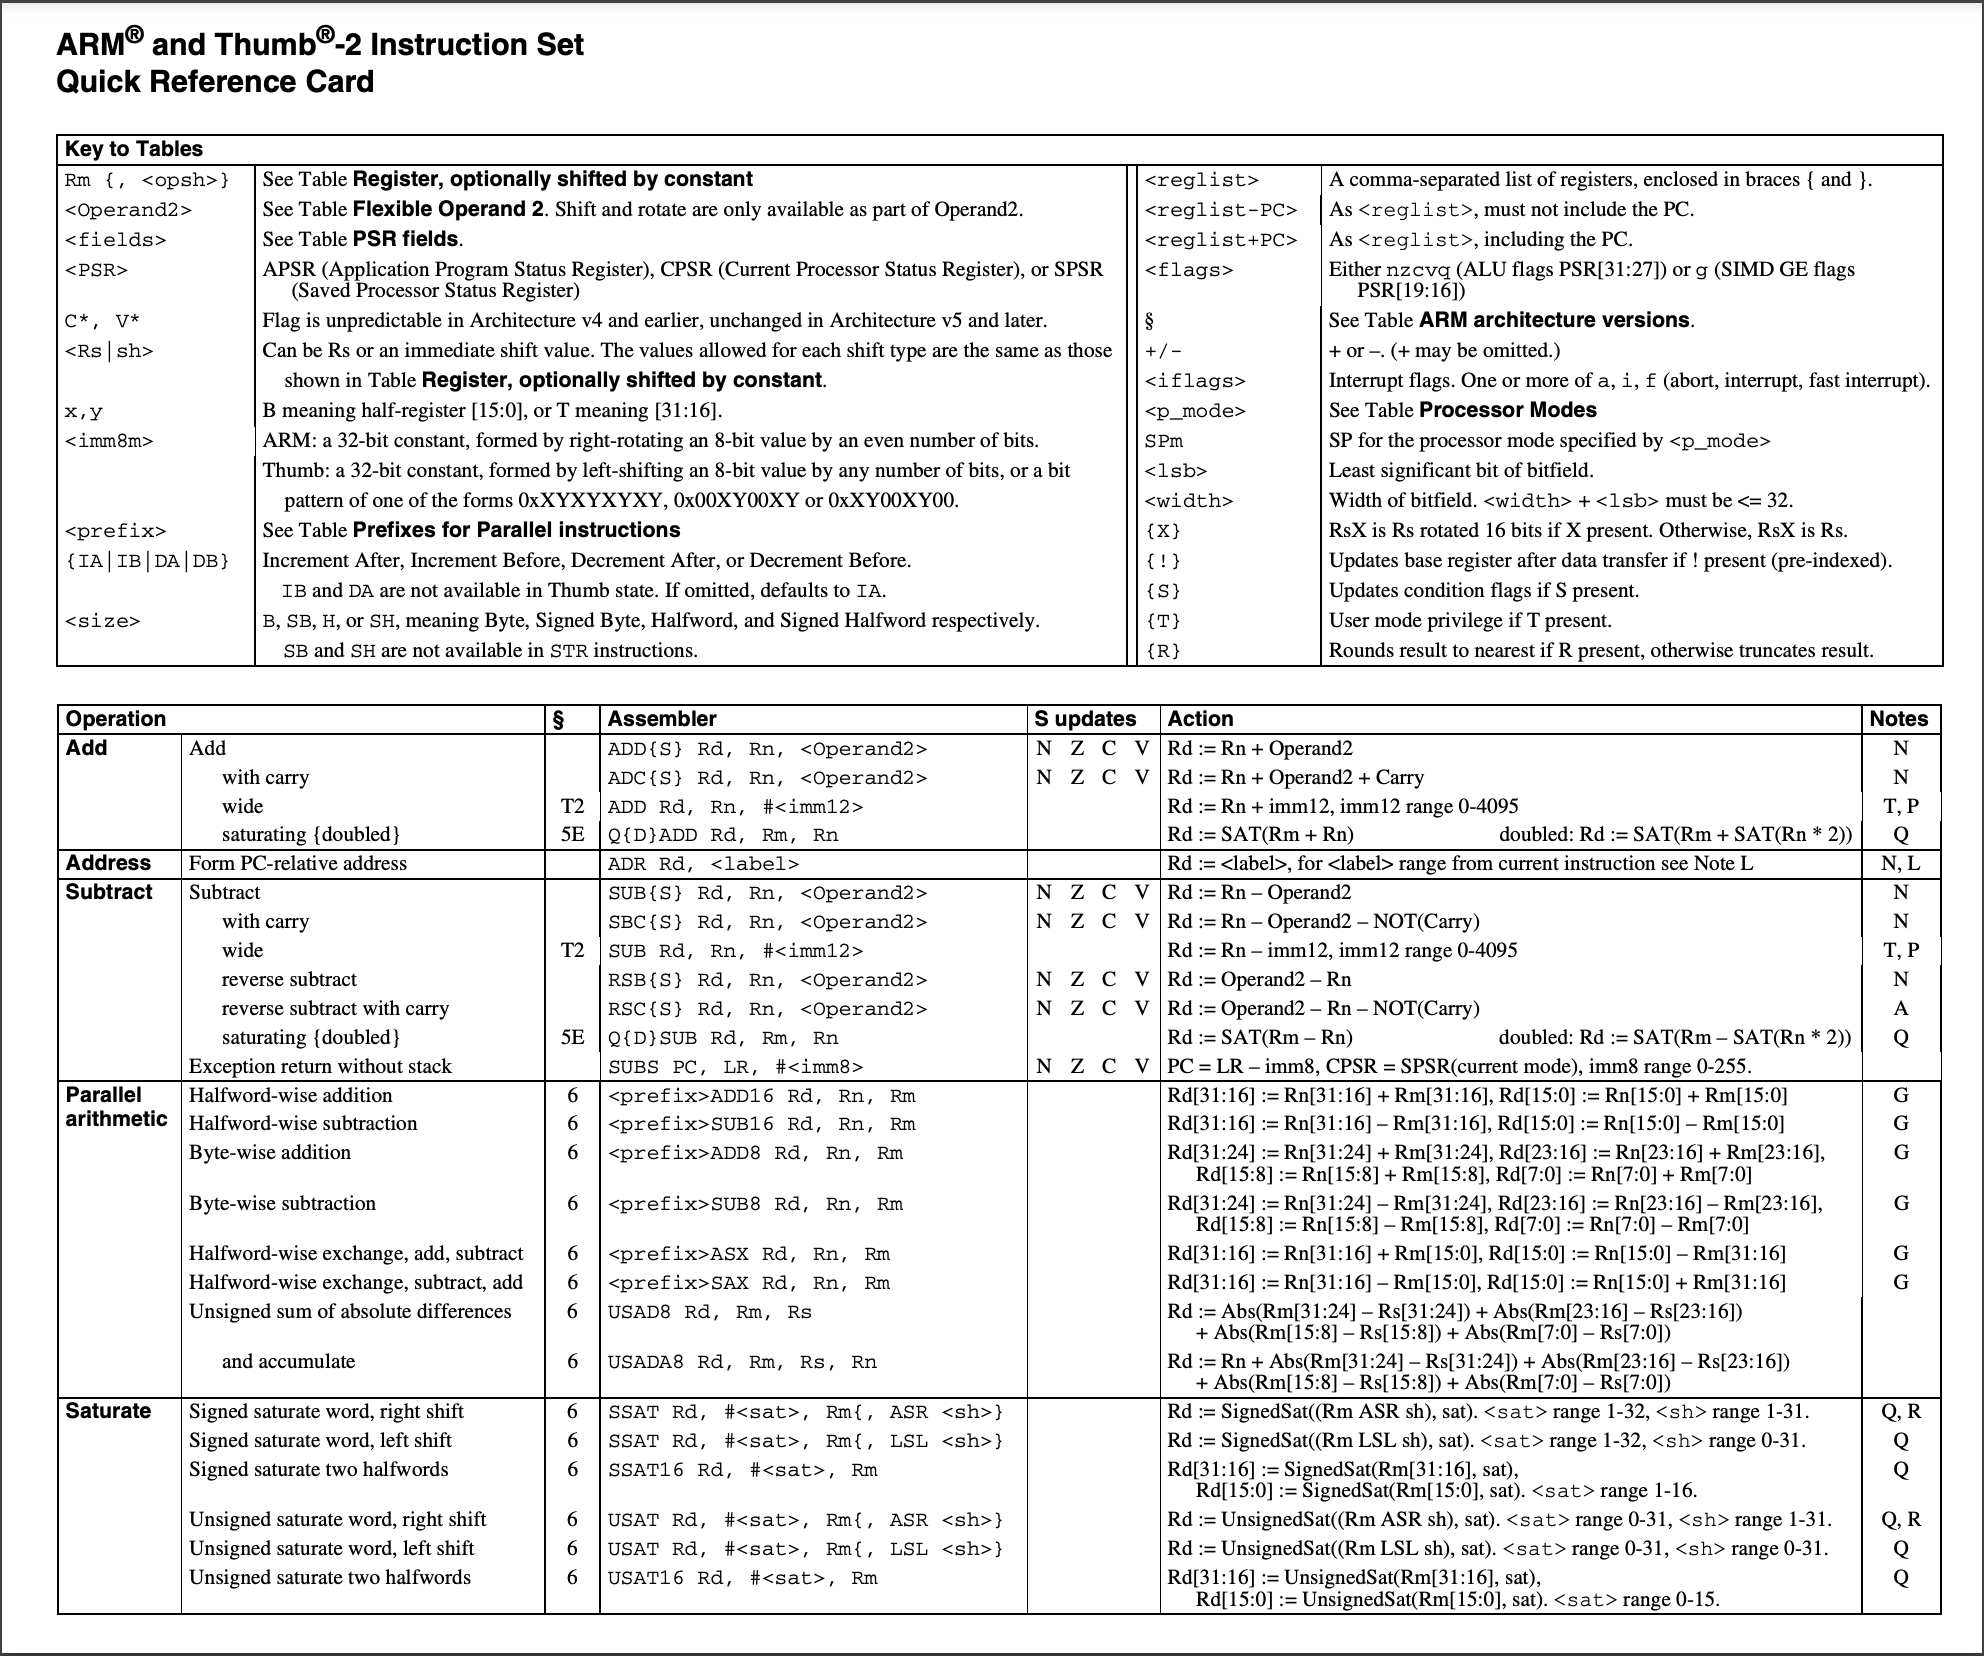 ARM® and Thumb®-2 Instruction Set
Quick Reference Card
Key to Tables
Rm {, <opsh>} See Table Register, optionally shifted by constant <reglist> A comma-separated list of registers, enclosed in braces { and }.
<Operand2> See Table Flexible Operand 2. Shift and rotate are only available as part of Operand2. <reglist-PC> As <reglist>, must not include the PC.
<fields> See Table PSR fields. <reglist+PC> As <reglist>, including the PC.
<PSR> APSR (Application Program Status Register), CPSR (Current Processor Status Register), or SPSR <flags> Either nzcvq (ALU flags PSR[31:27]) or g (SIMD GE flags
(Saved Processor Status Register) PSR[19:16])
C*, V* Flag is unpredictable in Architecture v4 and earlier, unchanged in Architecture v5 and later. § See Table ARM architecture versions.
<Rs|sh> Can be Rs or an immediate shift value. The values allowed for each shift type are the same as those +/- + or –. (+ may be omitted.)
shown in Table Register, optionally shifted by constant. <iflags> Interrupt flags. One or more of a, i, f (abort, interrupt, fast interrupt).
x,y B meaning half-register [15:0], or T meaning [31:16]. <p_mode> See Table Processor Modes
<imm8m> ARM: a 32-bit constant, formed by right-rotating an 8-bit value by an even number of bits. SPm SP for the processor mode specified by <p_mode>
Thumb: a 32-bit constant, formed by left-shifting an 8-bit value by any number of bits, or a bit <lsb> Least significant bit of bitfield.
pattern of one of the forms 0xXYXYXYXY, 0x00XY00XY or 0xXY00XY00. <width> Width of bitfield. <width> + <lsb> must be <= 32.
<prefix> See Table Prefixes for Parallel instructions {X} RsX is Rs rotated 16 bits if X present. Otherwise, RsX is Rs.
{IA|IB|DA|DB} Increment After, Increment Before, Decrement After, or Decrement Before. {!} Updates base register after data transfer if ! present (pre-indexed).
IB and DA are not available in Thumb state. If omitted, defaults to IA. {S} Updates condition flags if S present.
<size> B, SB, H, or SH, meaning Byte, Signed Byte, Halfword, and Signed Halfword respectively. {T} User mode privilege if T present.
SB and SH are not available in STR instructions. {R} Rounds result to nearest if R present, otherwise truncates result.
Operation § Assembler S updates Action Notes
Add Add ADD{S} Rd, Rn, <Operand2> N Z C V Rd := Rn + Operand2 N
with carry ADC{S} Rd, Rn, <Operand2> N Z C V Rd := Rn + Operand2 + Carry N
wide T2 ADD Rd, Rn, #<imm12> Rd := Rn + imm12, imm12 range 0-4095 T, P
saturating {doubled} 5E Q{D}ADD Rd, Rm, Rn Rd := SAT(Rm + Rn) doubled: Rd := SAT(Rm + SAT(Rn * 2)) Q
Address Form PC-relative address ADR Rd, <label> Rd := <label>, for <label> range from current instruction see Note L N, L
Subtract Subtract SUB{S} Rd, Rn, <Operand2> N Z C V Rd := Rn – Operand2 N
with carry SBC{S} Rd, Rn, <Operand2> N Z C V Rd := Rn – Operand2 – NOT(Carry) N
wide T2 SUB Rd, Rn, #<imm12> Rd := Rn – imm12, imm12 range 0-4095 T, P
reverse subtract RSB{S} Rd, Rn, <Operand2> N Z C V Rd := Operand2 – Rn N
reverse subtract with carry RSC{S} Rd, Rn, <Operand2> N Z C V Rd := Operand2 – Rn – NOT(Carry) A
saturating {doubled} 5E Q{D}SUB Rd, Rm, Rn Rd := SAT(Rm – Rn) doubled: Rd := SAT(Rm – SAT(Rn * 2)) Q
Exception return without stack SUBS PC, LR, #<imm8> N Z C V PC = LR – imm8, CPSR = SPSR(current mode), imm8 range 0-255.
Parallel Halfword-wise addition 6 <prefix>ADD16 Rd, Rn, Rm Rd[31:16] := Rn[31:16] + Rm[31:16], Rd[15:0] := Rn[15:0] + Rm[15:0] G
arithmetic Halfword-wise subtraction 6 <prefix>SUB16 Rd, Rn, Rm Rd[31:16] := Rn[31:16] – Rm[31:16], Rd[15:0] := Rn[15:0] – Rm[15:0] G
Byte-wise addition 6 <prefix>ADD8 Rd, Rn, Rm Rd[31:24] := Rn[31:24] + Rm[31:24], Rd[23:16] := Rn[23:16] + Rm[23:16], G
Rd[15:8] := Rn[15:8] + Rm[15:8], Rd[7:0] := Rn[7:0] + Rm[7:0]
Byte-wise subtraction 6 <prefix>SUB8 Rd, Rn, Rm Rd[31:24] := Rn[31:24] – Rm[31:24], Rd[23:16] := Rn[23:16] – Rm[23:16], G
Rd[15:8] := Rn[15:8] – Rm[15:8], Rd[7:0] := Rn[7:0] – Rm[7:0]
Halfword-wise exchange, add, subtract 6 <prefix>ASX Rd, Rn, Rm Rd[31:16] := Rn[31:16] + Rm[15:0], Rd[15:0] := Rn[15:0] – Rm[31:16] G
Halfword-wise exchange, subtract, add 6 <prefix>SAX Rd, Rn, Rm Rd[31:16] := Rn[31:16] – Rm[15:0], Rd[15:0] := Rn[15:0] + Rm[31:16] G
Unsigned sum of absolute differences 6 USAD8 Rd, Rm, Rs Rd := Abs(Rm[31:24] – Rs[31:24]) + Abs(Rm[23:16] – Rs[23:16])
+ Abs(Rm[15:8] – Rs[15:8]) + Abs(Rm[7:0] – Rs[7:0])
and accumulate 6 USADA8 Rd, Rm, Rs, Rn Rd := Rn + Abs(Rm[31:24] – Rs[31:24]) + Abs(Rm[23:16] – Rs[23:16])
+ Abs(Rm[15:8] – Rs[15:8]) + Abs(Rm[7:0] – Rs[7:0])
Saturate Signed saturate word, right shift 6 SSAT Rd, #<sat>, Rm{, ASR <sh>} Rd := SignedSat((Rm ASR sh), sat). <sat> range 1-32, <sh> range 1-31. Q, R
Signed saturate word, left shift 6 SSAT Rd, #<sat>, Rm{, LSL <sh>} Rd := SignedSat((Rm LSL sh), sat). <sat> range 1-32, <sh> range 0-31. Q
Signed saturate two halfwords 6 SSAT16 Rd, #<sat>, Rm Rd[31:16] := SignedSat(Rm[31:16], sat), Q
Rd[15:0] := SignedSat(Rm[15:0], sat). <sat> range 1-16.
Unsigned saturate word, right shift 6 USAT Rd, #<sat>, Rm{, ASR <sh>} Rd := UnsignedSat((Rm ASR sh), sat). <sat> range 0-31, <sh> range 1-31. Q, R
Unsigned saturate word, left shift 6 USAT Rd, #<sat>, Rm{, LSL <sh>} Rd := UnsignedSat((Rm LSL sh), sat). <sat> range 0-31, <sh> range 0-31. Q
Unsigned saturate two halfwords 6 USAT16 Rd, #<sat>, Rm Rd[31:16] := UnsignedSat(Rm[31:16], sat), Q
Rd[15:0] := UnsignedSat(Rm[15:0], sat). <sat> range 0-15.